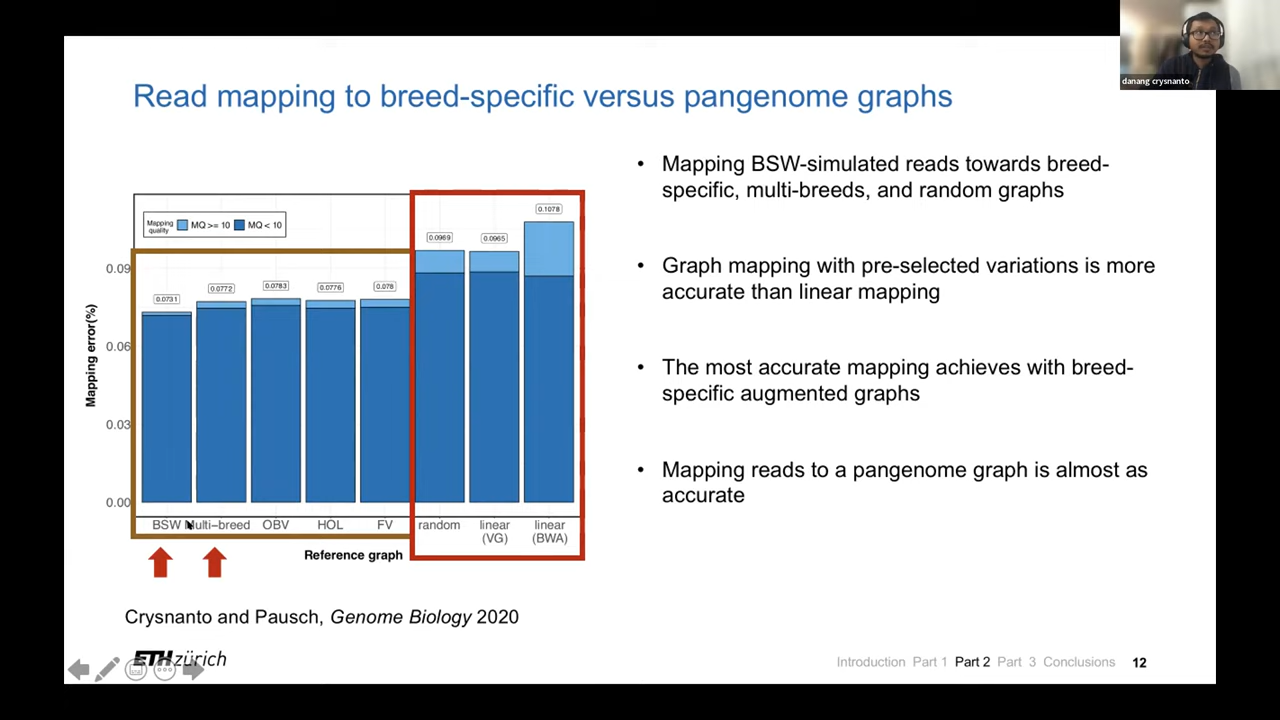 danang crysnanto
Read mapping to breed-specific versus pangenome graphs
Mapping quality MQ >= 10 MQ < 10
0.0731
0.0772
0.0783
0.0776
0.078
0.0969
0.0965
0.1078
0.09
0.06
0.03
0.00
Mapping error(%)
BSW Multi-breed OBV HOL FV random linear (VG) linear (BWA)
Reference graph
• Mapping BSW-simulated reads towards breed-
specific, multi-breeds, and random graphs
• Graph mapping with pre-selected variations is more
accurate than linear mapping
• The most accurate mapping achieves with breed-
specific augmented graphs
• Mapping reads to a pangenome graph is almost as
accurate
Crysnanto and Pausch, Genome Biology 2020
ETH zürich
Introduction Part 1 Part 2 Part 3 Conclusions 12